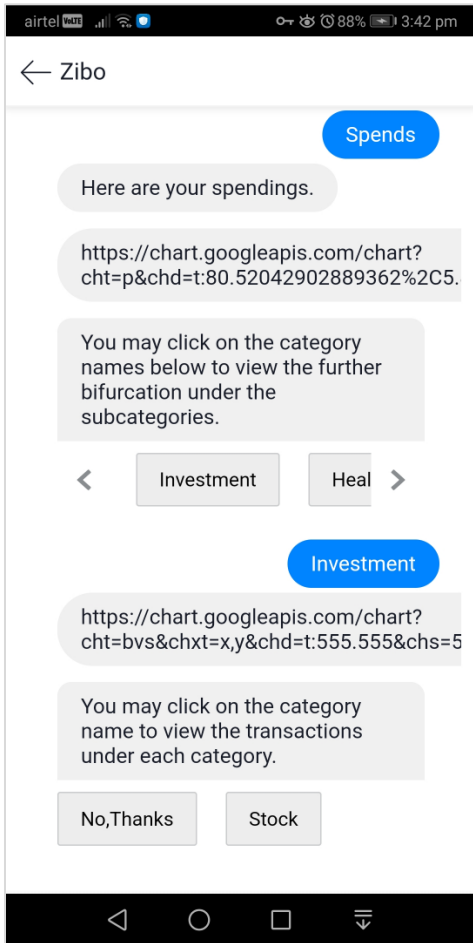 airtel VoLTE 88% 3:42 pm
Zibo
Spends
Here are your spendings.
https://chart.googleapis.com/chart?
cht=p&chd=t:80.52042902889362%2C5.
You may click on the category
names below to view the further
bifurcation under the
subcategories.
Investment Heal
Investment
https://chart.googleapis.com/chart?
cht=bvs&chxt=x,y&chd=t:555.555&chs=5
You may click on the category
name to view the transactions
under each category.
No,Thanks Stock